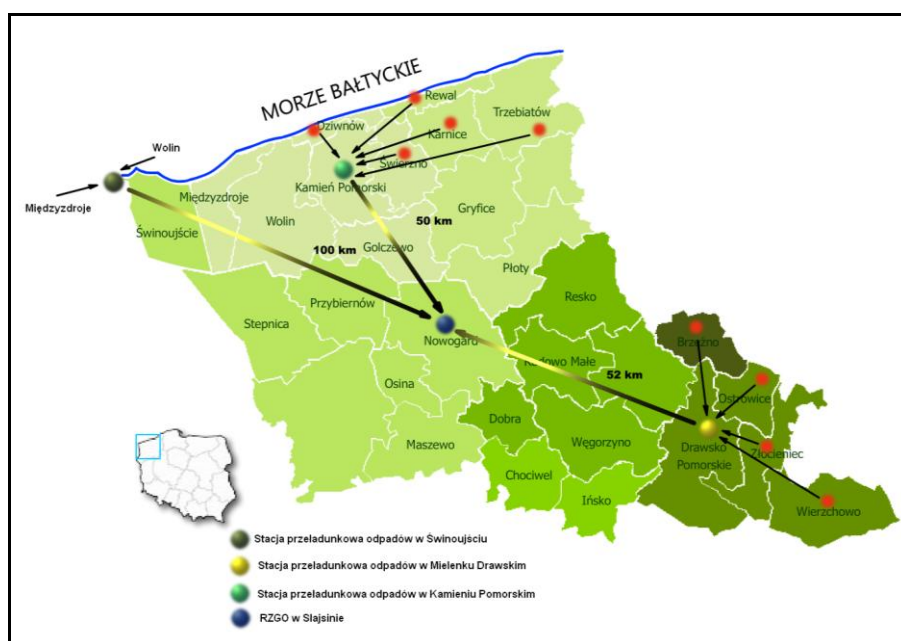 MORZE BAŁTYCKIE
Rewal
Trzebiatów
Dziwnów
Karnice
Wolin
Świerzno
Kamień Pomorski
Międzyzdroje
Międzyzdroje
Gryfice
Świnoujście
Wolin
50 km
100 km
Golczewo
Płoty
Resko
Przybiernów
Stepnica
Nowogard
Brzeżno
Radowo Małe
52 km
Osina
Ostrowice
Dobra
Maszewo
Węgorzyno
Drawsko
Pomorskie
Złocieniec
Chociwel
Ińsko
Wierzchowo
Stacja przeładunkowa odpadów w Świnoujściu
Stacja przeładunkowa odpadów w Mielenku Drawskim
Stacja przeładunkowa odpadów w Kamieniu Pomorskim
RZGO w Słajsinie